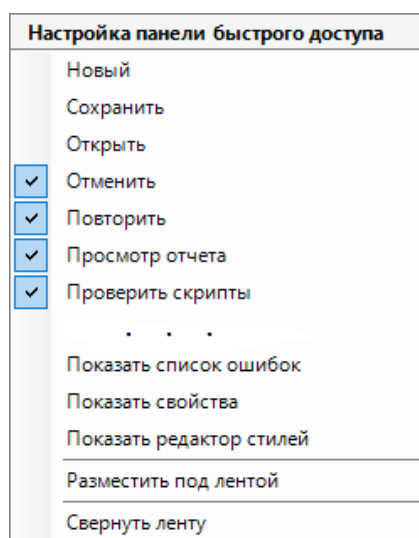 Настройка панели быстрого доступа
Новый
Сохранить
Открыть
Отменить
Повторить
Просмотр отчета
Проверить скрипты
. . .
Показать список ошибок
Показать свойства
Показать редактор стилей
Разместить под лентой
Свернуть ленту